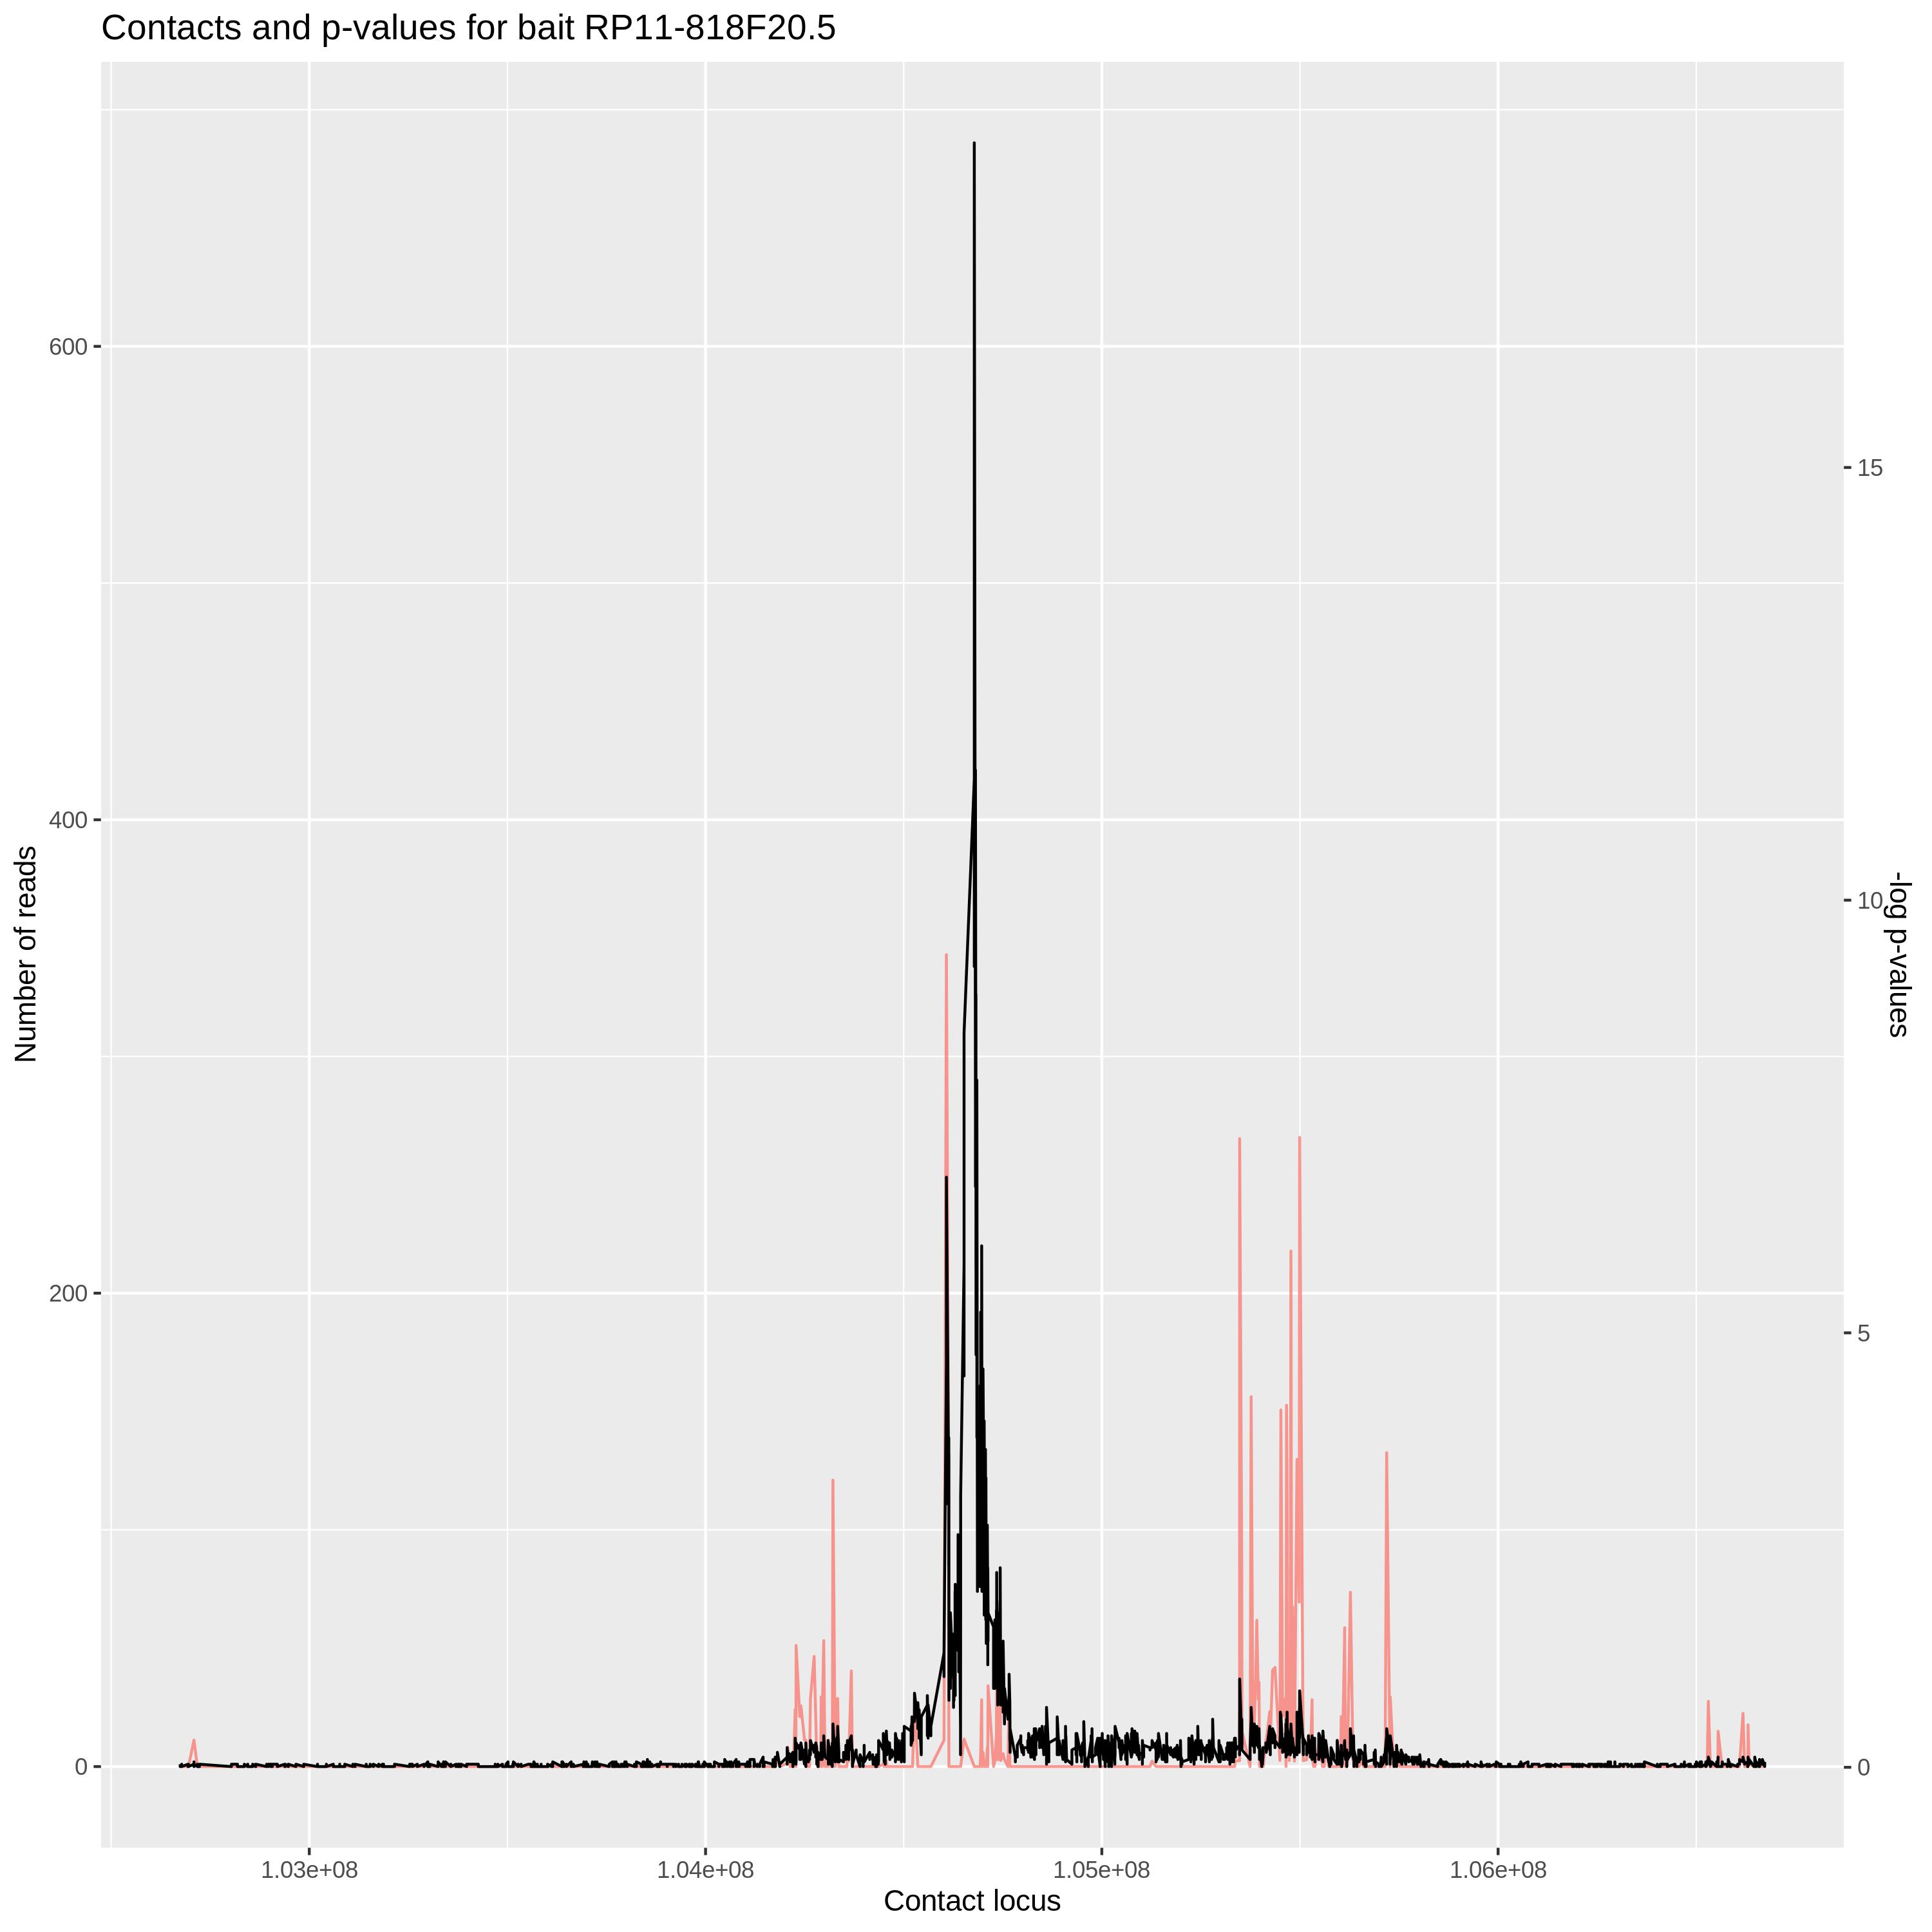 Contacts and p-values for bait RP11-818F20.5
Number of reads
600
400
200
0
15
10
5
0
-log p-values
1.03e+08
1.04e+08
1.05e+08
1.06e+08
Contact locus